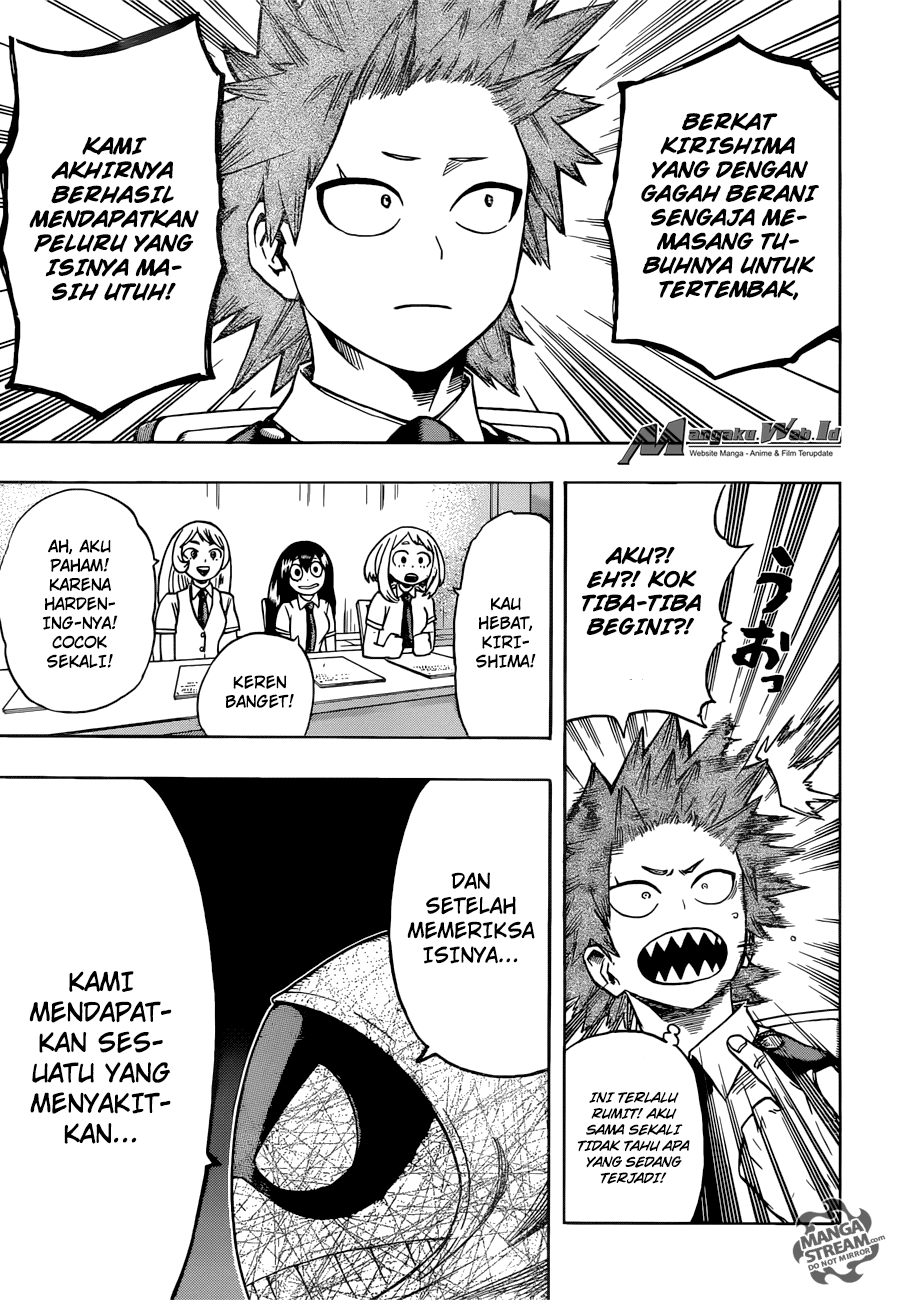 BERKAT
KIRISHIMA
YANG DENGAN
GAGAH BERANI
SENGAJA ME-
MASANG TU-
BUHNYA UNTUK
TERTEMBAK,
KAMI
AKHIRNYA
BERHASIL
MENDAPATKAN
PELURU YANG
ISINYA MA-
SIH UTUH!
Mangaku.Web.Id
Website Manga - Anime & Film Terupdate
うおっ
AKU?!
EH?! KOK
TIBA-TIBA
BEGINI?!
INI TERLALU
RUMIT! AKU
SAMA SEKALI
TIDAK TAHU APA
YANG SEDANG
TERJADI!
KAU
HEBAT,
KIRI-
SHIMA!
KEREN
BANGET!
AH, AKU
PAHAM!
KARENA
HARDEN-
ING-NYA!
COCOK
SEKALI!
DAN
SETELAH
MEMERIKSA
ISINYA...
KAMI
MENDAPAT-
KAN SES-
UATU YANG
MENYAKIT-
KAN...
MANGA
STREAM.com
DO NOT MIRROR!